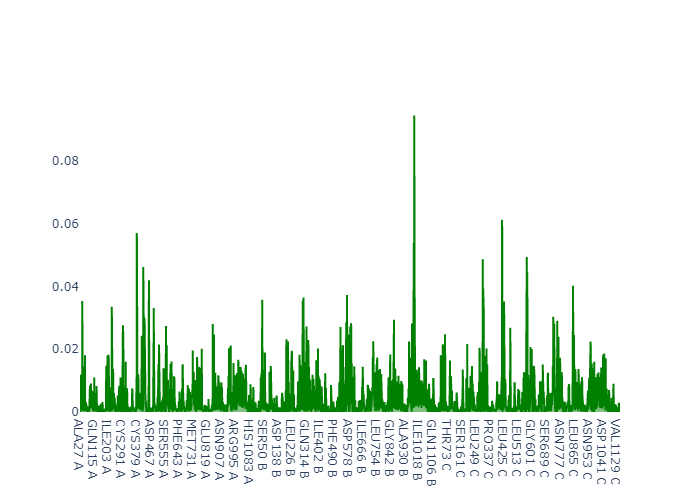 0.08
0.06
0.04
0.02
0
ALA27 A
GLN115 A
ILE203 A
CYS291 A
CYS379 A
ASP467 A
SER555 A
PHE643 A
MET731 A
GLU819 A
ASN907 A
ARG995 A
HIS1083 A
SER50 B
ASP138 B
LEU226 B
GLN314 B
ILE402 B
PHE490 B
ASP578 B
ILE666 B
LEU754 B
GLY842 B
ALA930 B
ILE1018 B
GLN1106 B
THR73 C
SER161 C
LEU249 C
PRO337 C
LEU425 C
LEU513 C
GLY601 C
SER689 C
ASN777 C
LEU865 C
ASN953 C
ASP1041 C
VAL1129 C